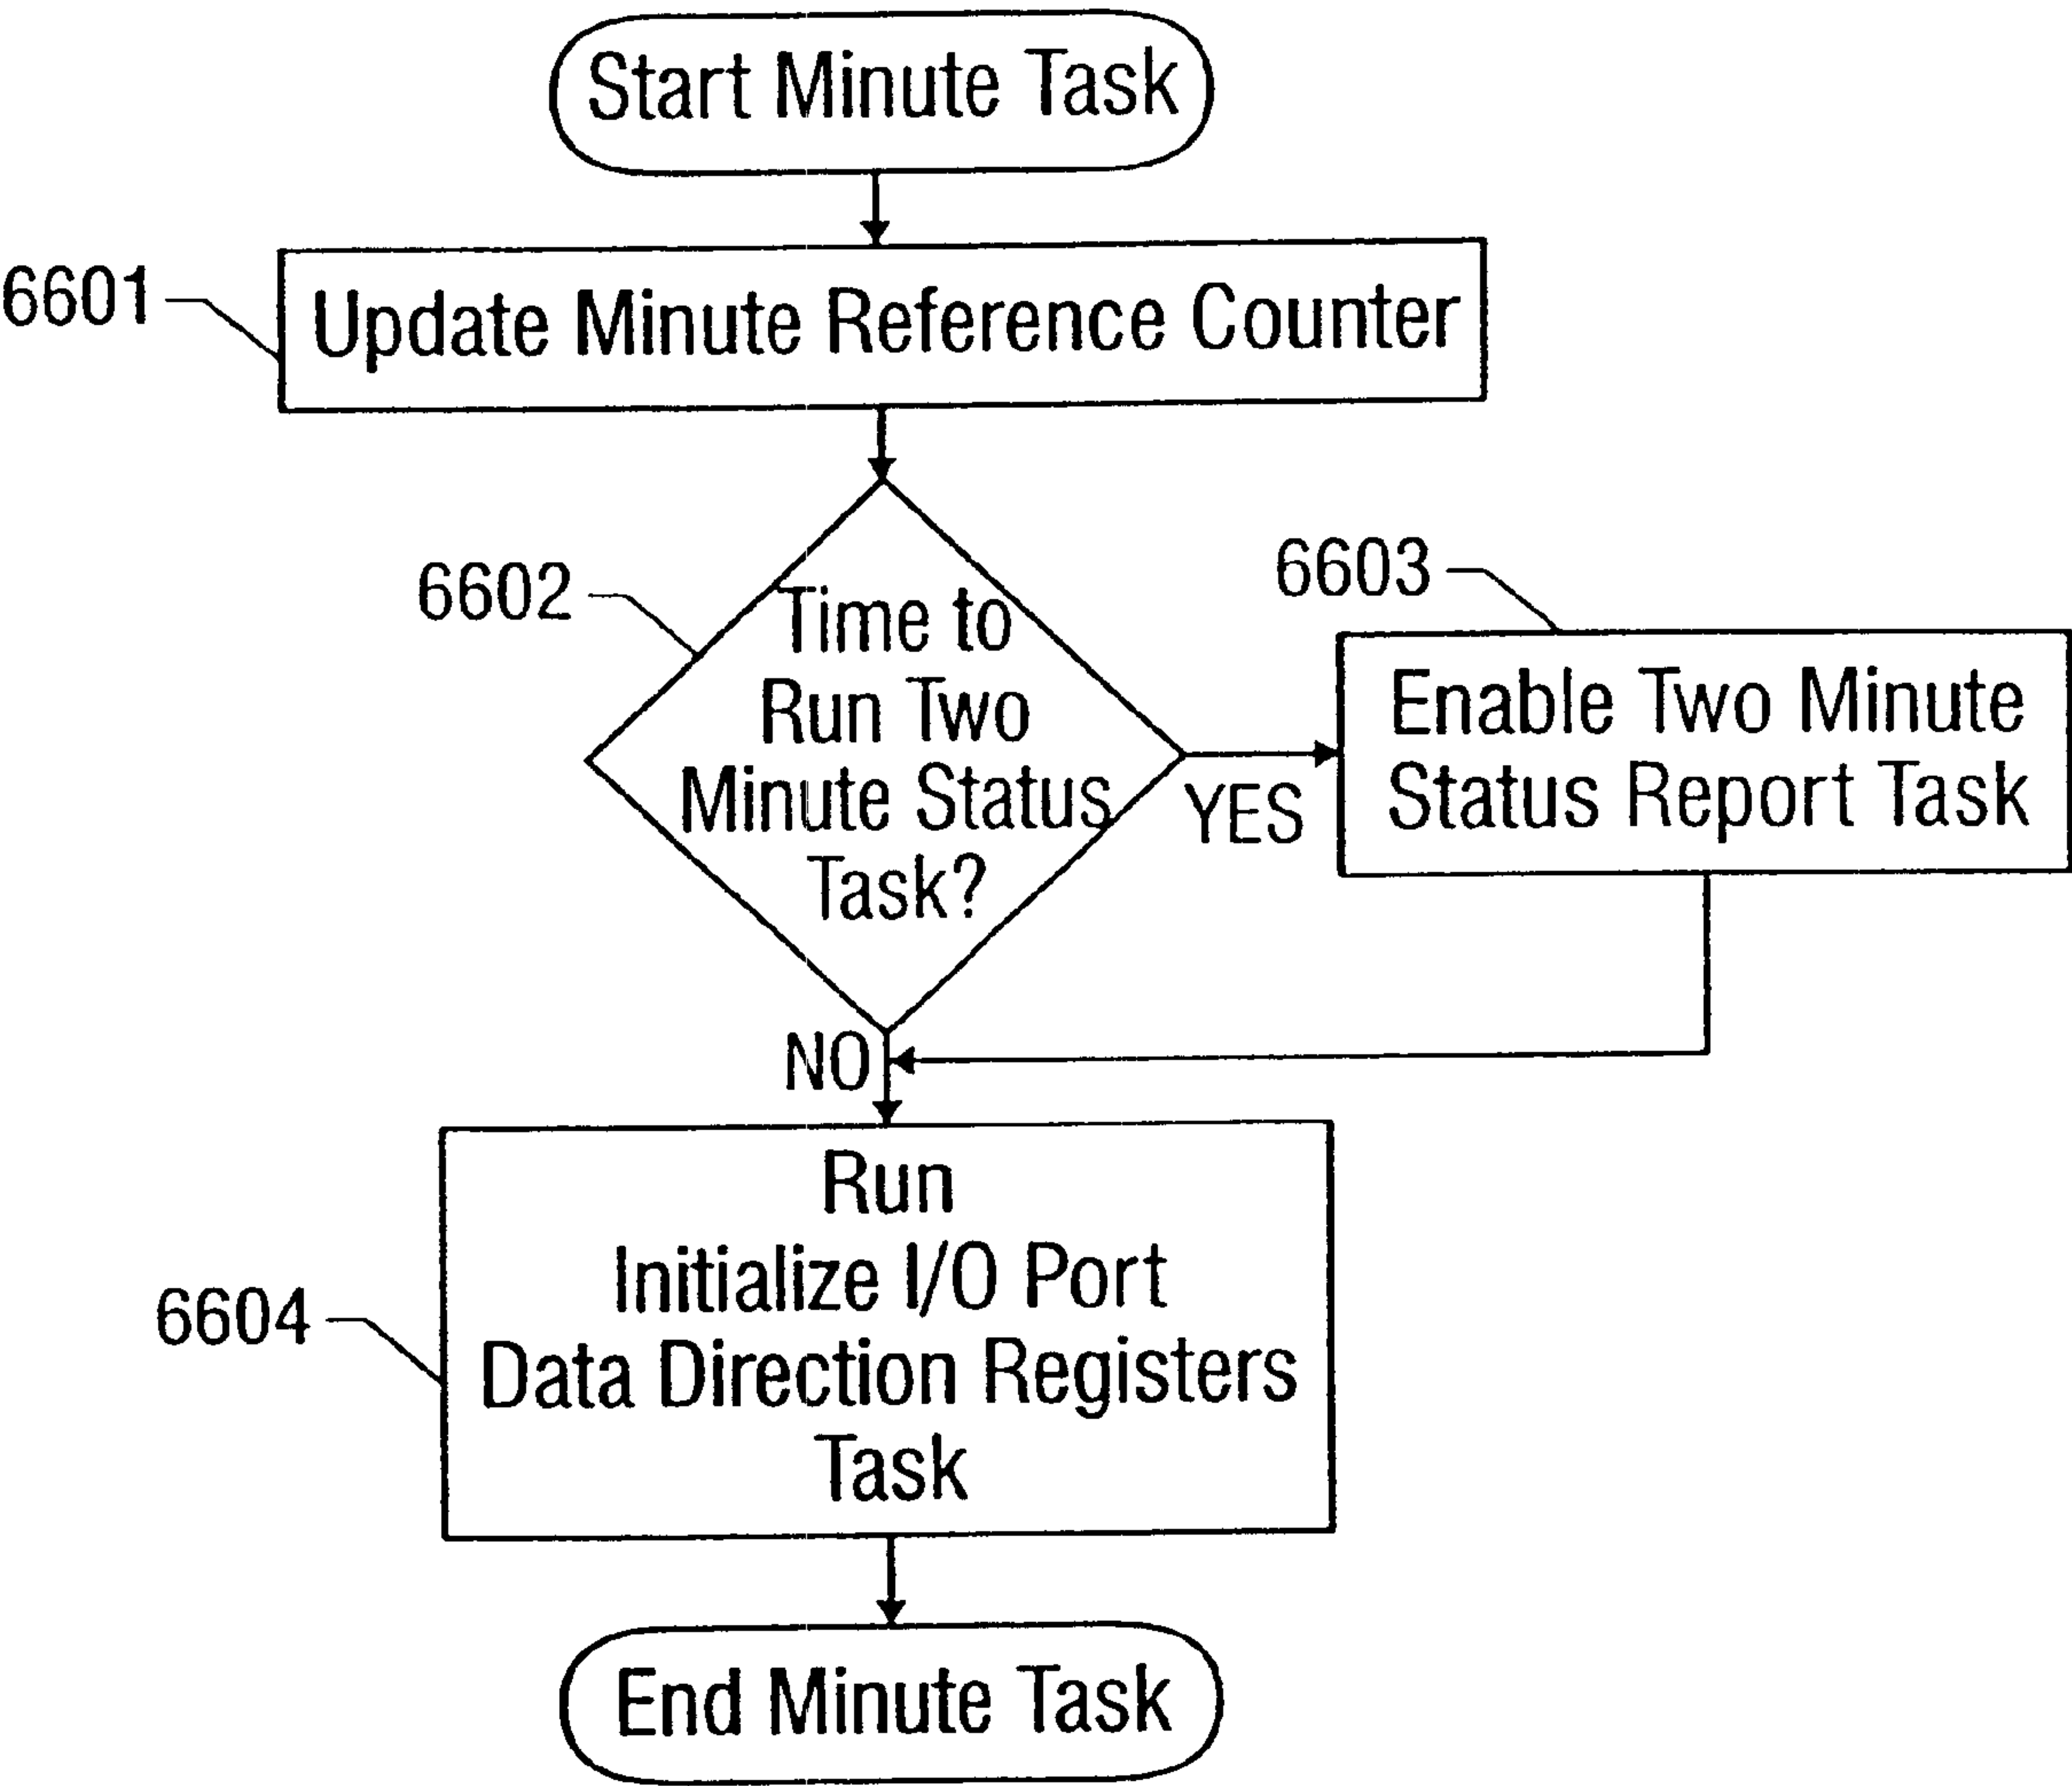 Start Minute Task
6601
Update Minute Reference Counter
6602
Time to
Run Two
Minute Status
Task?
YES
6603
Enable Two Minute
Status Report Task
NO
6604
Run
Initialize I/O Port
Data Direction Registers
Task
End Minute Task